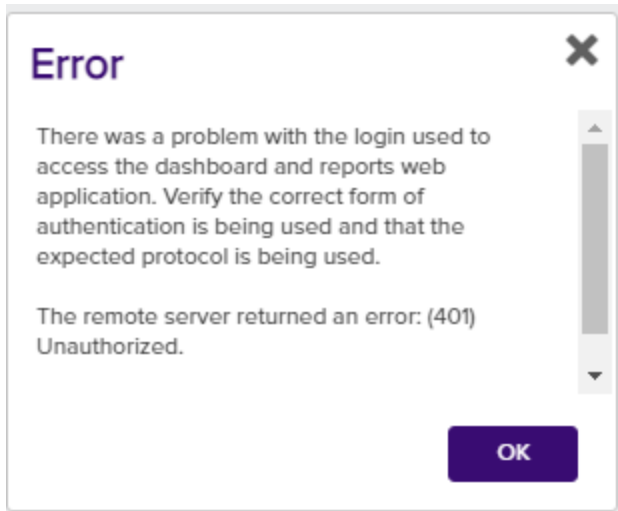 Error
There was a problem with the login used to
access the dashboard and reports web
application. Verify the correct form of
authentication is being used and that the
expected protocol is being used.
The remote server returned an error: (401)
Unauthorized.
OK